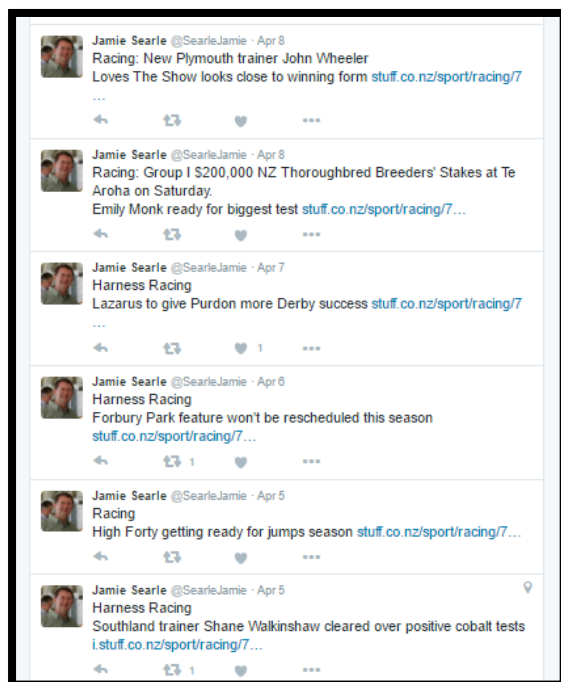 Jamie Searle @SearleJamie · Apr 8
Racing: New Plymouth trainer John Wheeler
Loves The Show looks close to winning form stuff.co.nz/sport/racing/7
...
Jamie Searle @SearleJamie · Apr 8
Racing: Group I $200,000 NZ Thoroughbred Breeders' Stakes at Te
Aroha on Saturday.
Emily Monk ready for biggest test stuff.co.nz/sport/racing/7...
Jamie Searle @SearleJamie · Apr 7
Harness Racing
Lazarus to give Purdon more Derby success stuff.co.nz/sport/racing/7
...
1
Jamie Searle @SearleJamie · Apr 6
Harness Racing
Forbury Park feature won't be rescheduled this season
stuff.co.nz/sport/racing/7...
1
Jamie Searle @SearleJamie · Apr 5
Racing
High Forty getting ready for jumps season stuff.co.nz/sport/racing/7...
Jamie Searle @SearleJamie · Apr 5
Harness Racing
Southland trainer Shane Walkinshaw cleared over positive cobalt tests
i.stuff.co.nz/sport/racing/7...
1